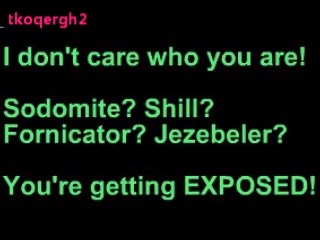 _tkoqergh2
I don't care who you are!
Sodomite? Shill?
Fornicator? Jezebeler?
You're getting EXPOSED!